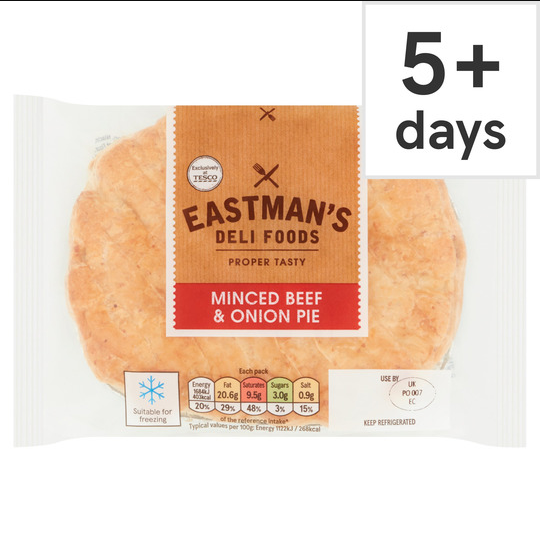 5+
days
Exclusively
at
TESCO
EASTMAN'S
DELI FOODS
PROPER TASTY
MINCED BEEF
& ONION PIE
Suitable for
freezing
Each pack
Energy Fat Saturates Sugars Salt
1684kJ
403kcal 20.6g 9.5g 3.0g 0.9g
20% 29% 48% 3% 15%
of the reference intake*
Typical values per 100g: Energy 1122kJ / 268kcal
USE BY
UK
PO 007
EC
KEEP REFRIGERATED